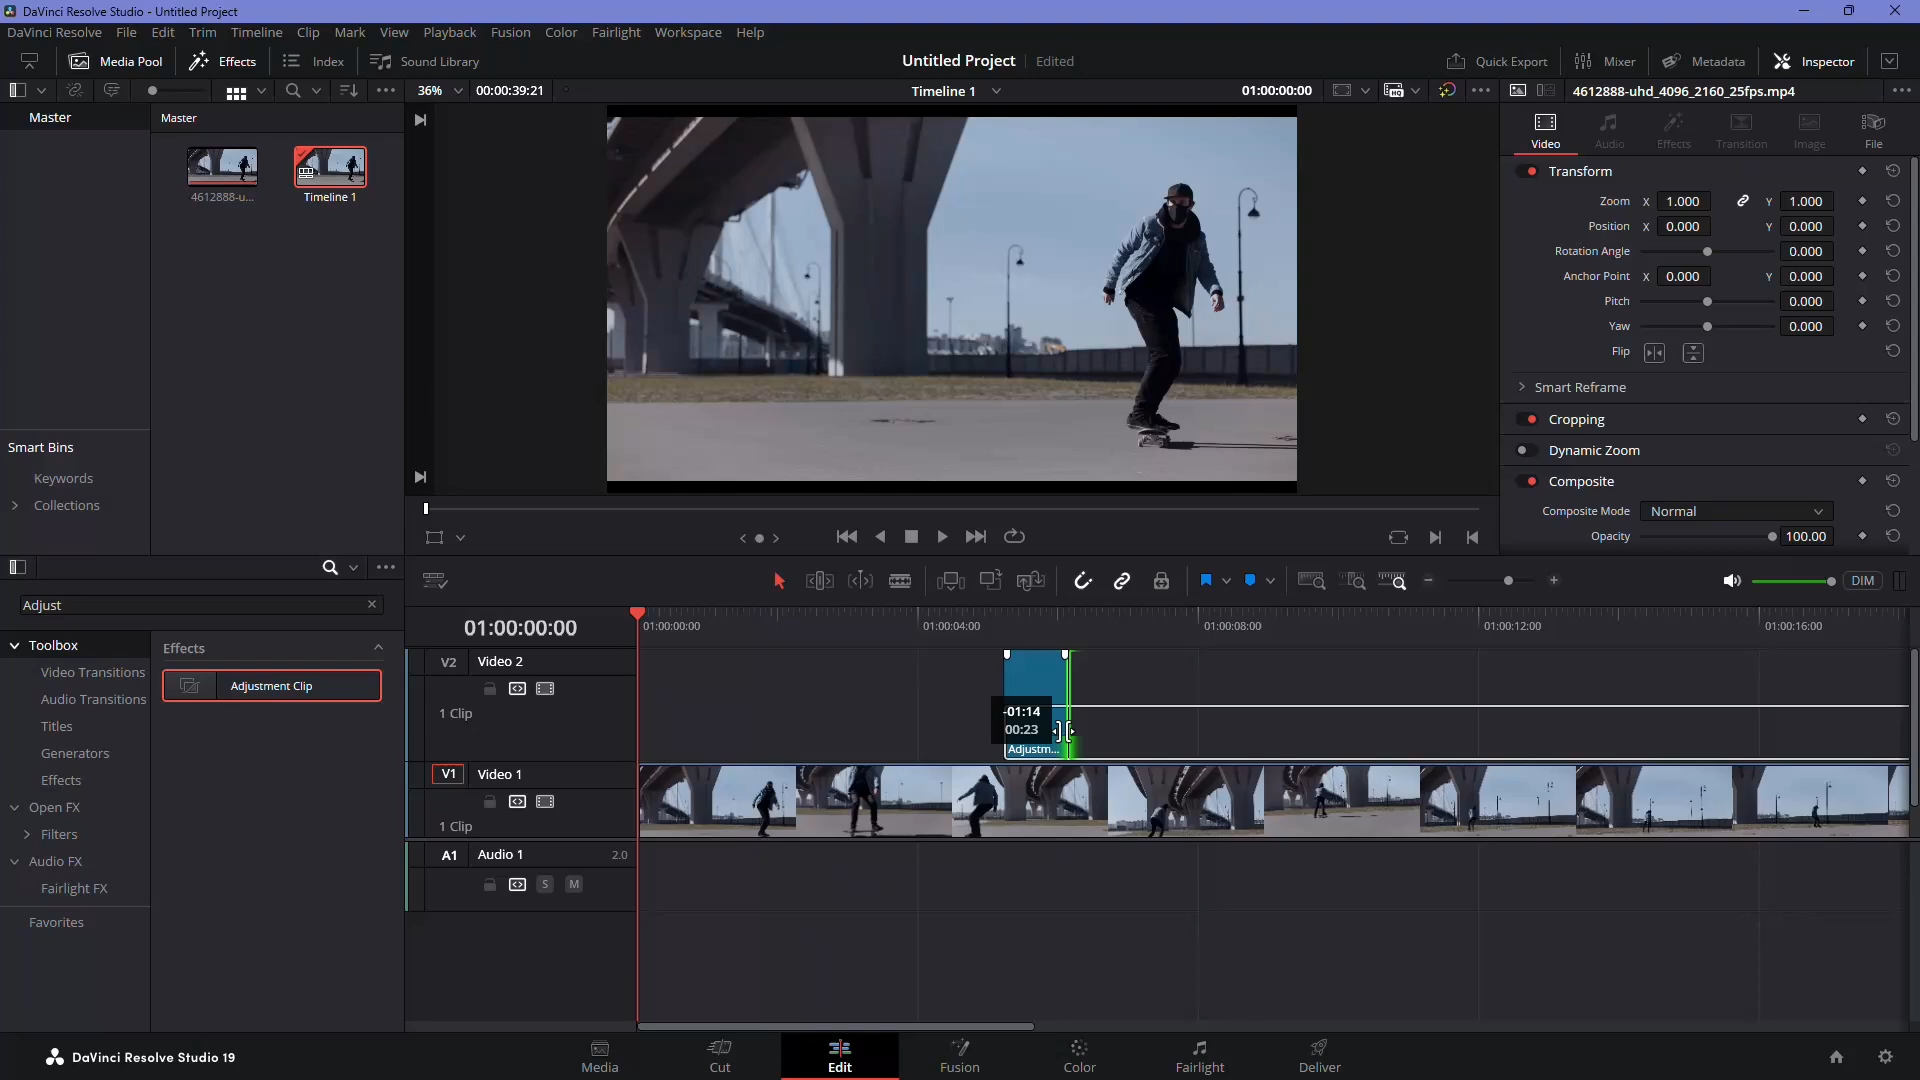 DaVinci Resolve Studio - Untitled Project
DaVinci Resolve File Edit Trim Timeline Clip Mark View Playback Fusion Color Fairlight Workspace Help
Media Pool Effects Index Sound Library Untitled Project Edited Quick Export Mixer Metadata Inspector
36% 00:00:39:21 Timeline 1 01:00:00:00 4612888-uhd_4096_2160_25fps.mp4
Master Master
Video Audio Effects Transition Image File
4612888-u... Timeline 1
Transform
Zoom X 1.000 Y 1.000
Position X 0.000 Y 0.000
Rotation Angle 0.000
Anchor Point X 0.000 Y 0.000
Pitch 0.000
Yaw 0.000
Flip
Smart Reframe
Cropping
Dynamic Zoom
Composite
Composite Mode Normal
Opacity 100.00
Smart Bins
Keywords
Collections
DIM
Adjust
Toolbox
Video Transitions
Audio Transitions
Titles
Generators
Effects
Open FX
Filters
Audio FX
Fairlight FX
Favorites
Effects
Adjustment Clip
01:00:00:00 01:00:00:00 01:00:04:00 01:00:08:00 01:00:12:00 01:00:16:00
V2 Video 2
1 Clip
-01:14
00:23
Adjustm...
V1 Video 1
1 Clip
A1 Audio 1 2.0
S M
DaVinci Resolve Studio 19
Media Cut Edit Fusion Color Fairlight Deliver